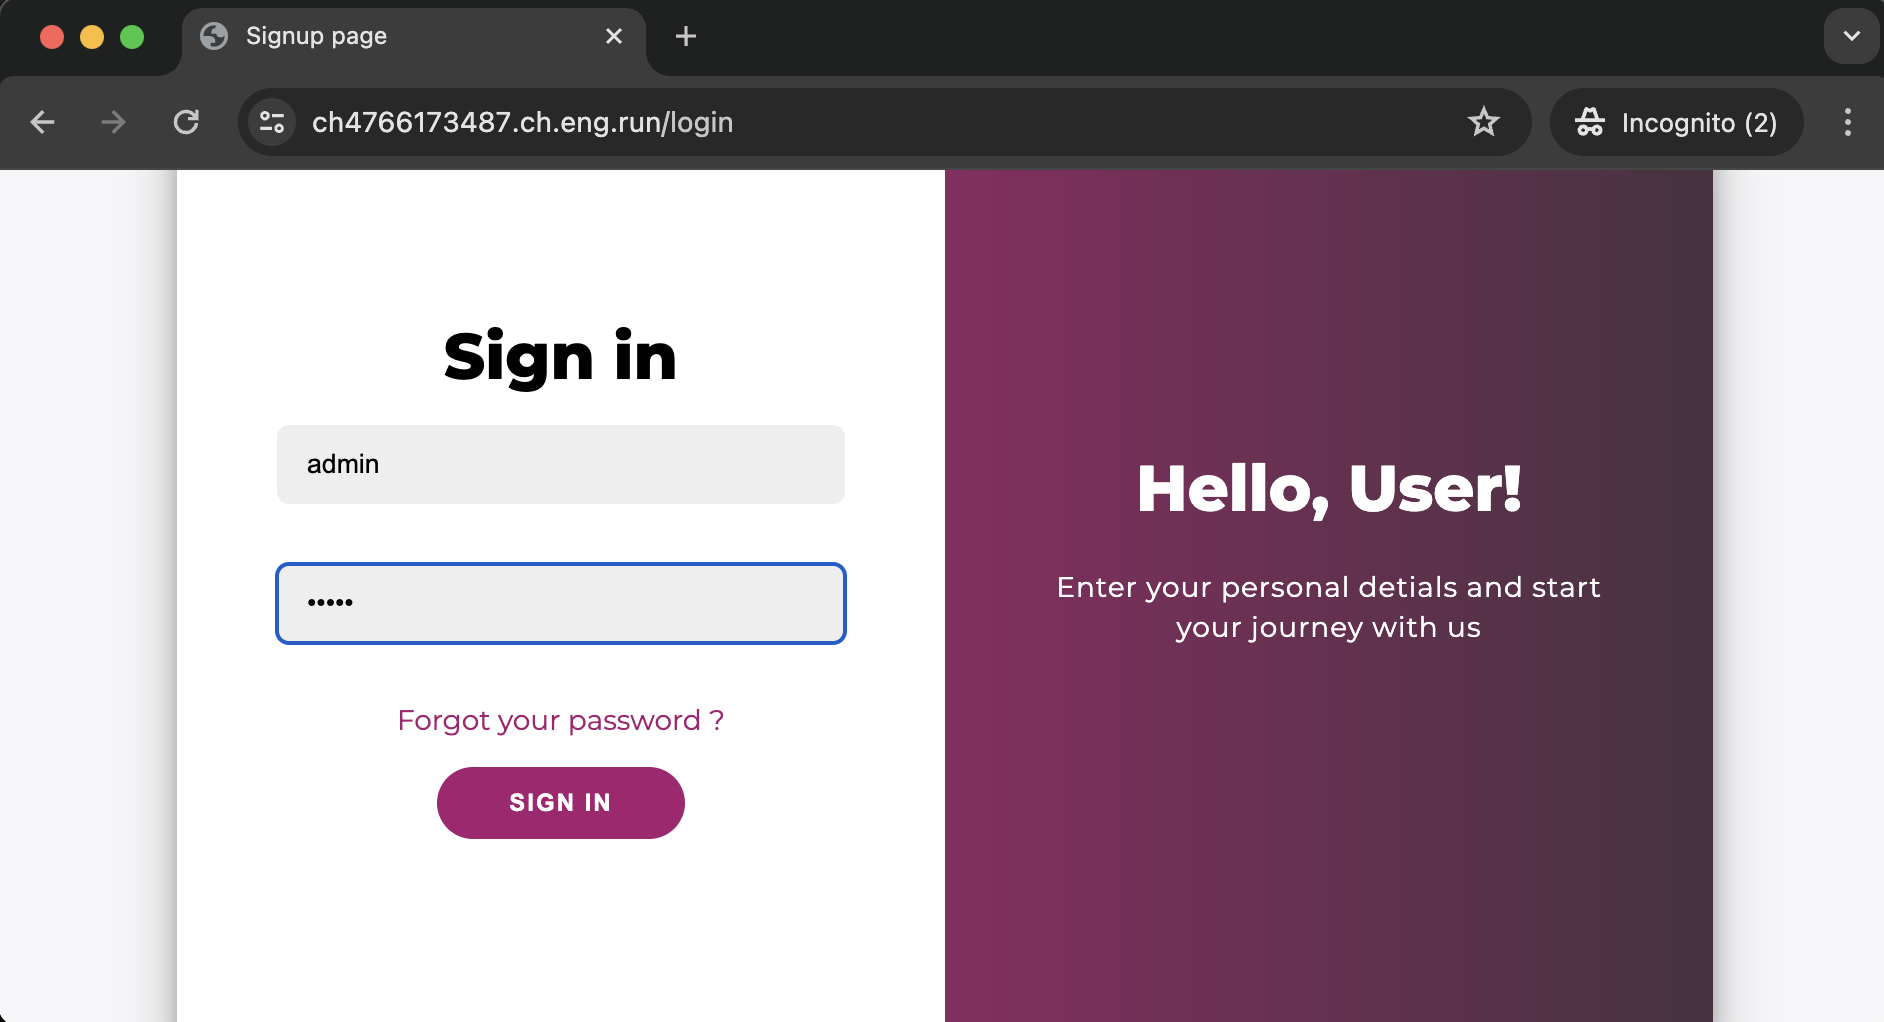 Signup page
ch4766173487.ch.eng.run/login
Incognito (2)
Sign in
admin
•••••
Forgot your password ?
SIGN IN
Hello, User!
Enter your personal detials and start
your journey with us